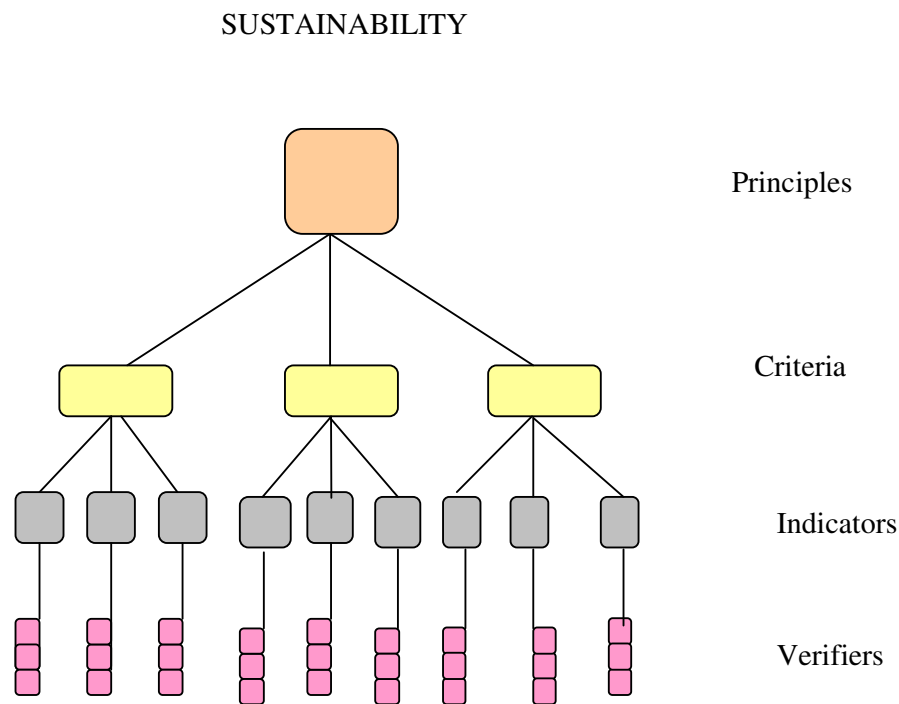 SUSTAINABILITY
Principles
Criteria
Indicators
Verifiers